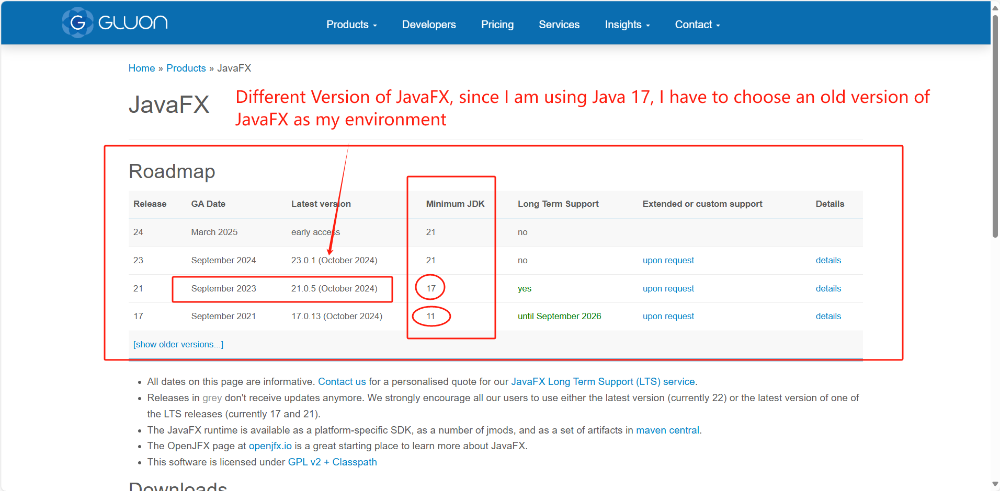 GLUON
Products Developers Pricing Services Insights Contact
Home » Products » JavaFX
JavaFX
Different Version of JavaFX, since I am using Java 17, I have to choose an old version of
JavaFX as my environment
Roadmap
Release GA Date Latest version Minimum JDK Long Term Support Extended or custom support Details
24 March 2025 early access 21 no
23 September 2024 23.0.1 (October 2024) 21 no upon request details
21 September 2023 21.0.5 (October 2024) 17 yes upon request details
17 September 2021 17.0.13 (October 2024) 11 until September 2026 upon request details
[show older versions...]
• All dates on this page are informative. Contact us for a personalised quote for our JavaFX Long Term Support (LTS) service.
• Releases in grey don't receive updates anymore. We strongly encourage all our users to use either the latest version (currently 22) or the latest version of one of
the LTS releases (currently 17 and 21).
• The JavaFX runtime is available as a platform-specific SDK, as a number of jmods, and as a set of artifacts in maven central.
• The OpenJFX page at openjfx.io is a great starting place to learn more about JavaFX.
• This software is licensed under GPL v2 + Classpath
Downloads